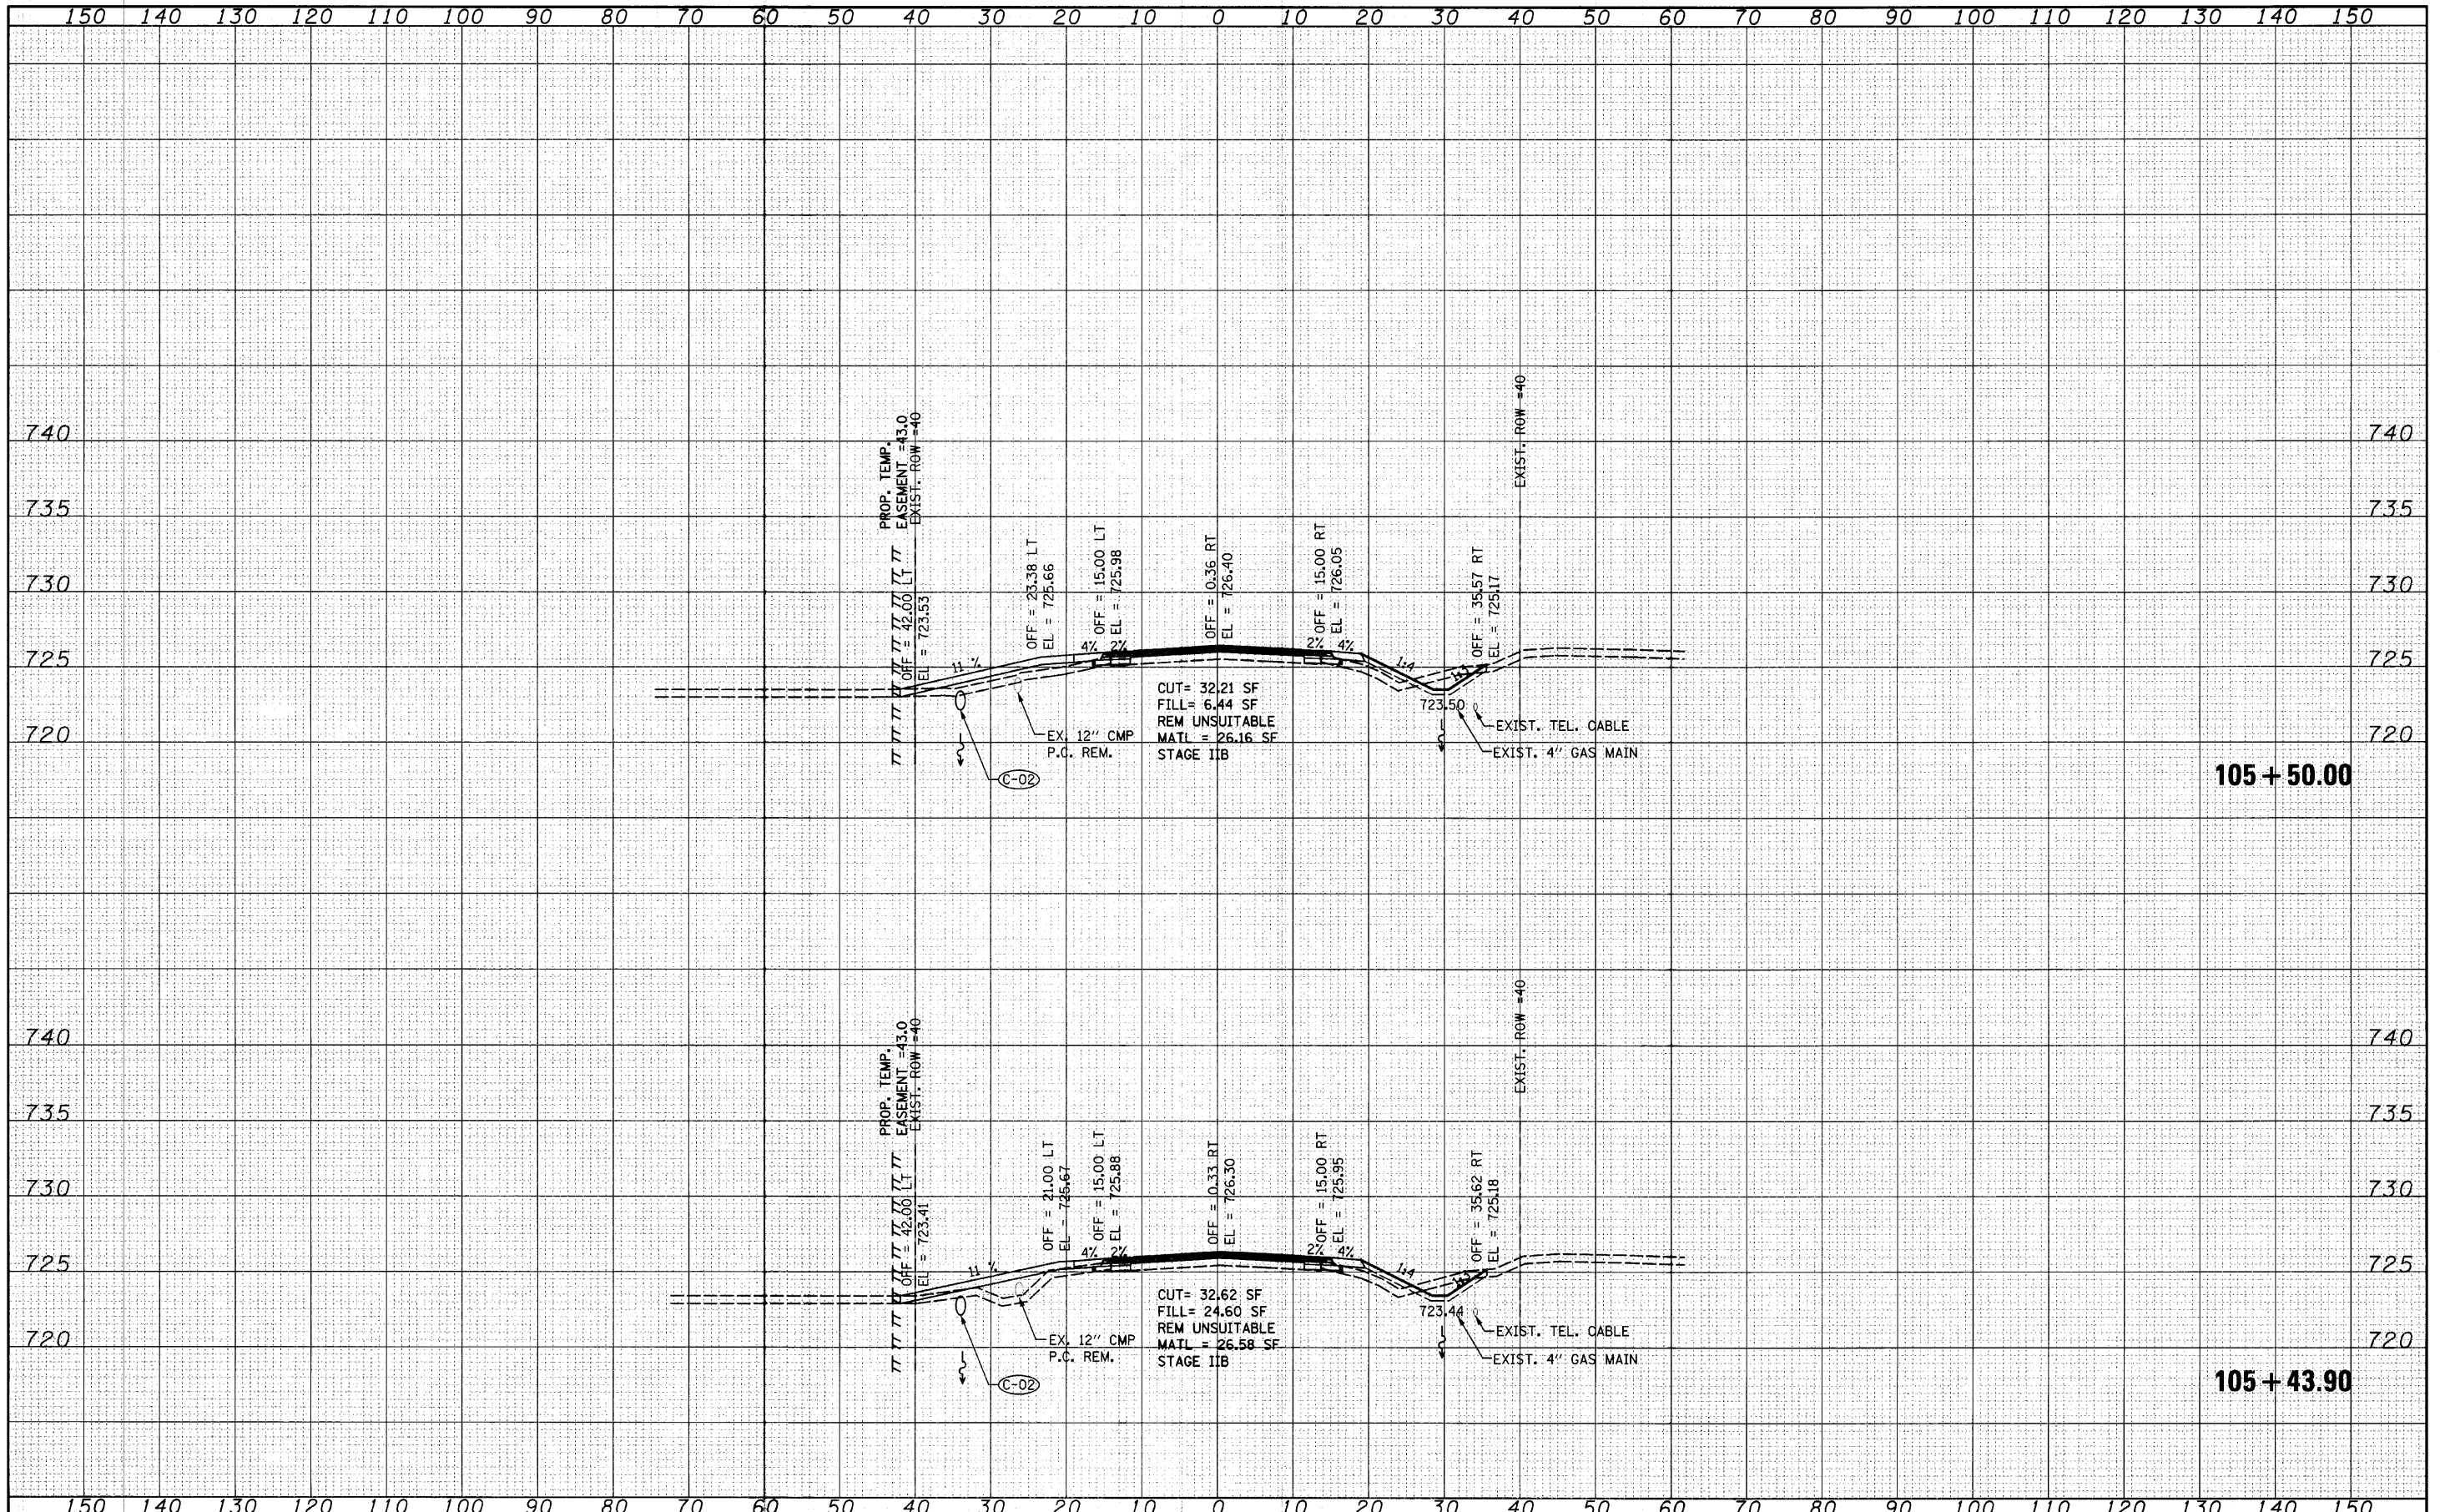 150 140 130 120 110 100 90 80 70 60 50 40 30 20 10 0 10 20 30 40 50 60 70 80 90 100 110 120 130 140 150
740 740
735 735
730 730
725 725
720 720
PROP. TEMP.
EASEMENT =43.0
EXIST. ROW =40
OFF = 42.00 LT
EL = 723.53
11 %
OFF = 23.38 LT
EL = 725.66
4%
OFF = 15.00 LT
EL = 725.98
2%
OFF = 0.36 RT
EL = 726.40
2%
OFF = 15.00 RT
EL = 726.05
4%
1:4
OFF = 35.57 RT
EL = 725.17
EXIST. ROW =40
723.50
EXIST. TEL. CABLE
EXIST. 4" GAS MAIN
EX. 12" CMP
P.C. REM.
C-02
CUT= 32.21 SF
FILL= 6.44 SF
REM UNSUITABLE
MATL = 26.16 SF
STAGE IIB
105+50.00
740 740
735 735
730 730
725 725
720 720
PROP. TEMP.
EASEMENT =43.0
EXIST. ROW =40
OFF = 42.00 LT
EL = 723.41
11 %
OFF = 21.00 LT
EL = 725.67
4%
OFF = 15.00 LT
EL = 725.88
2%
OFF = 0.33 RT
EL = 726.30
2%
OFF = 15.00 RT
EL = 725.95
4%
1:4
OFF = 35.62 RT
EL = 725.18
EXIST. ROW =40
723.44
EXIST. TEL. CABLE
EXIST. 4" GAS MAIN
EX. 12" CMP
P.C. REM.
C-02
CUT= 32.62 SF
FILL= 24.60 SF
REM UNSUITABLE
MATL = 26.58 SF
STAGE IIB
105+43.90
150 140 130 120 110 100 90 80 70 60 50 40 30 20 10 0 10 20 30 40 50 60 70 80 90 100 110 120 130 140 150